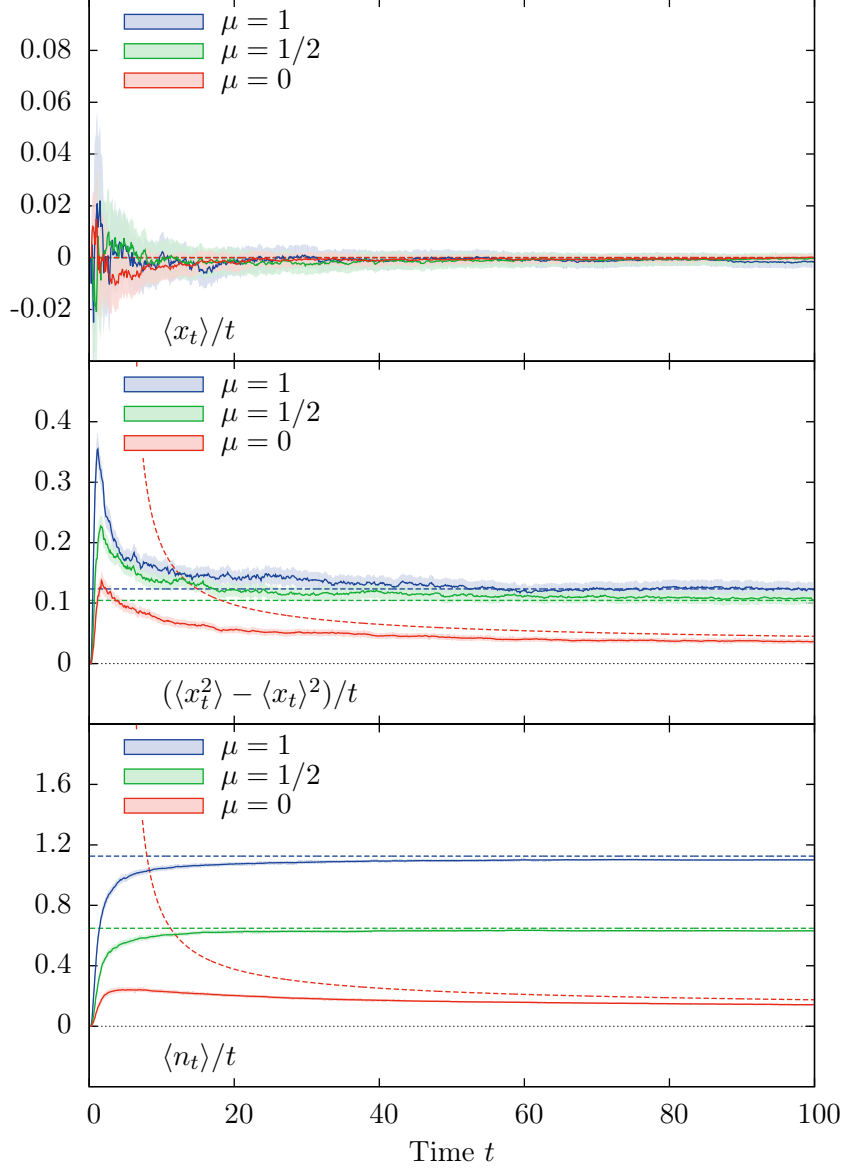 μ = 1
μ = 1/2
μ = 0
0.08
0.06
0.04
0.02
0
-0.02
⟨x_t⟩/t
μ = 1
μ = 1/2
μ = 0
0.4
0.3
0.2
0.1
0
(⟨x_t^2⟩ − ⟨x_t⟩^2)/t
μ = 1
μ = 1/2
μ = 0
1.6
1.2
0.8
0.4
0
⟨n_t⟩/t
0 20 40 60 80 100
Time t